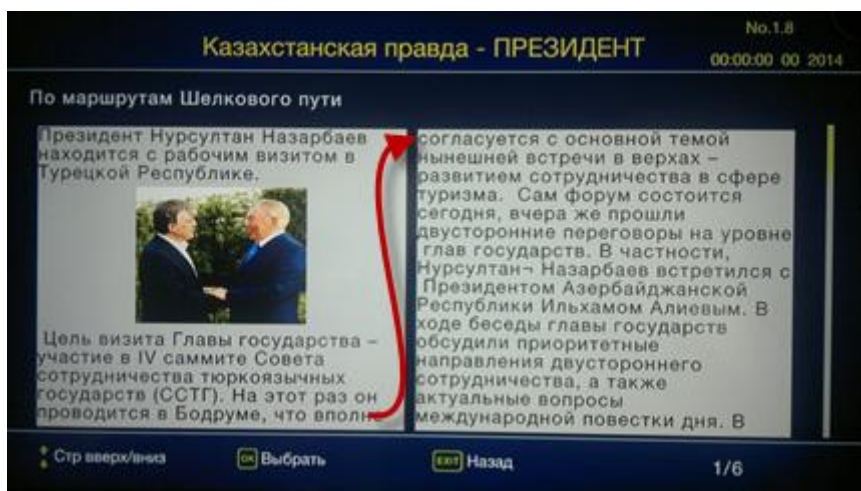 No.1.8
Казахстанская правда - ПРЕЗИДЕНТ
00:00:00 00 2014
По маршрутам Шелкового пути
Президент Нурсултан Назарбаев
находится с рабочим визитом в
Турецкой Республике.
Цель визита Главы государства –
участие в IV саммите Совета
сотрудничества тюркоязычных
государств (ССТГ). На этот раз он
проводится в Бодруме, что вполне
согласуется с основной темой
нынешней встречи в верхах –
развитием сотрудничества в сфере
туризма. Сам форум состоится
сегодня, вчера же прошли
двусторонние переговоры на уровне
глав государств. В частности,
Нурсултан¬ Назарбаев встретился с
Президентом Азербайджанской
Республики Ильхамом Алиевым. В
ходе беседы главы государств
обсудили приоритетные
направления двустороннего
сотрудничества, а также
актуальные вопросы
международной повестки дня. В
Стр вверх/вниз OK Выбрать EXIT Назад 1/6